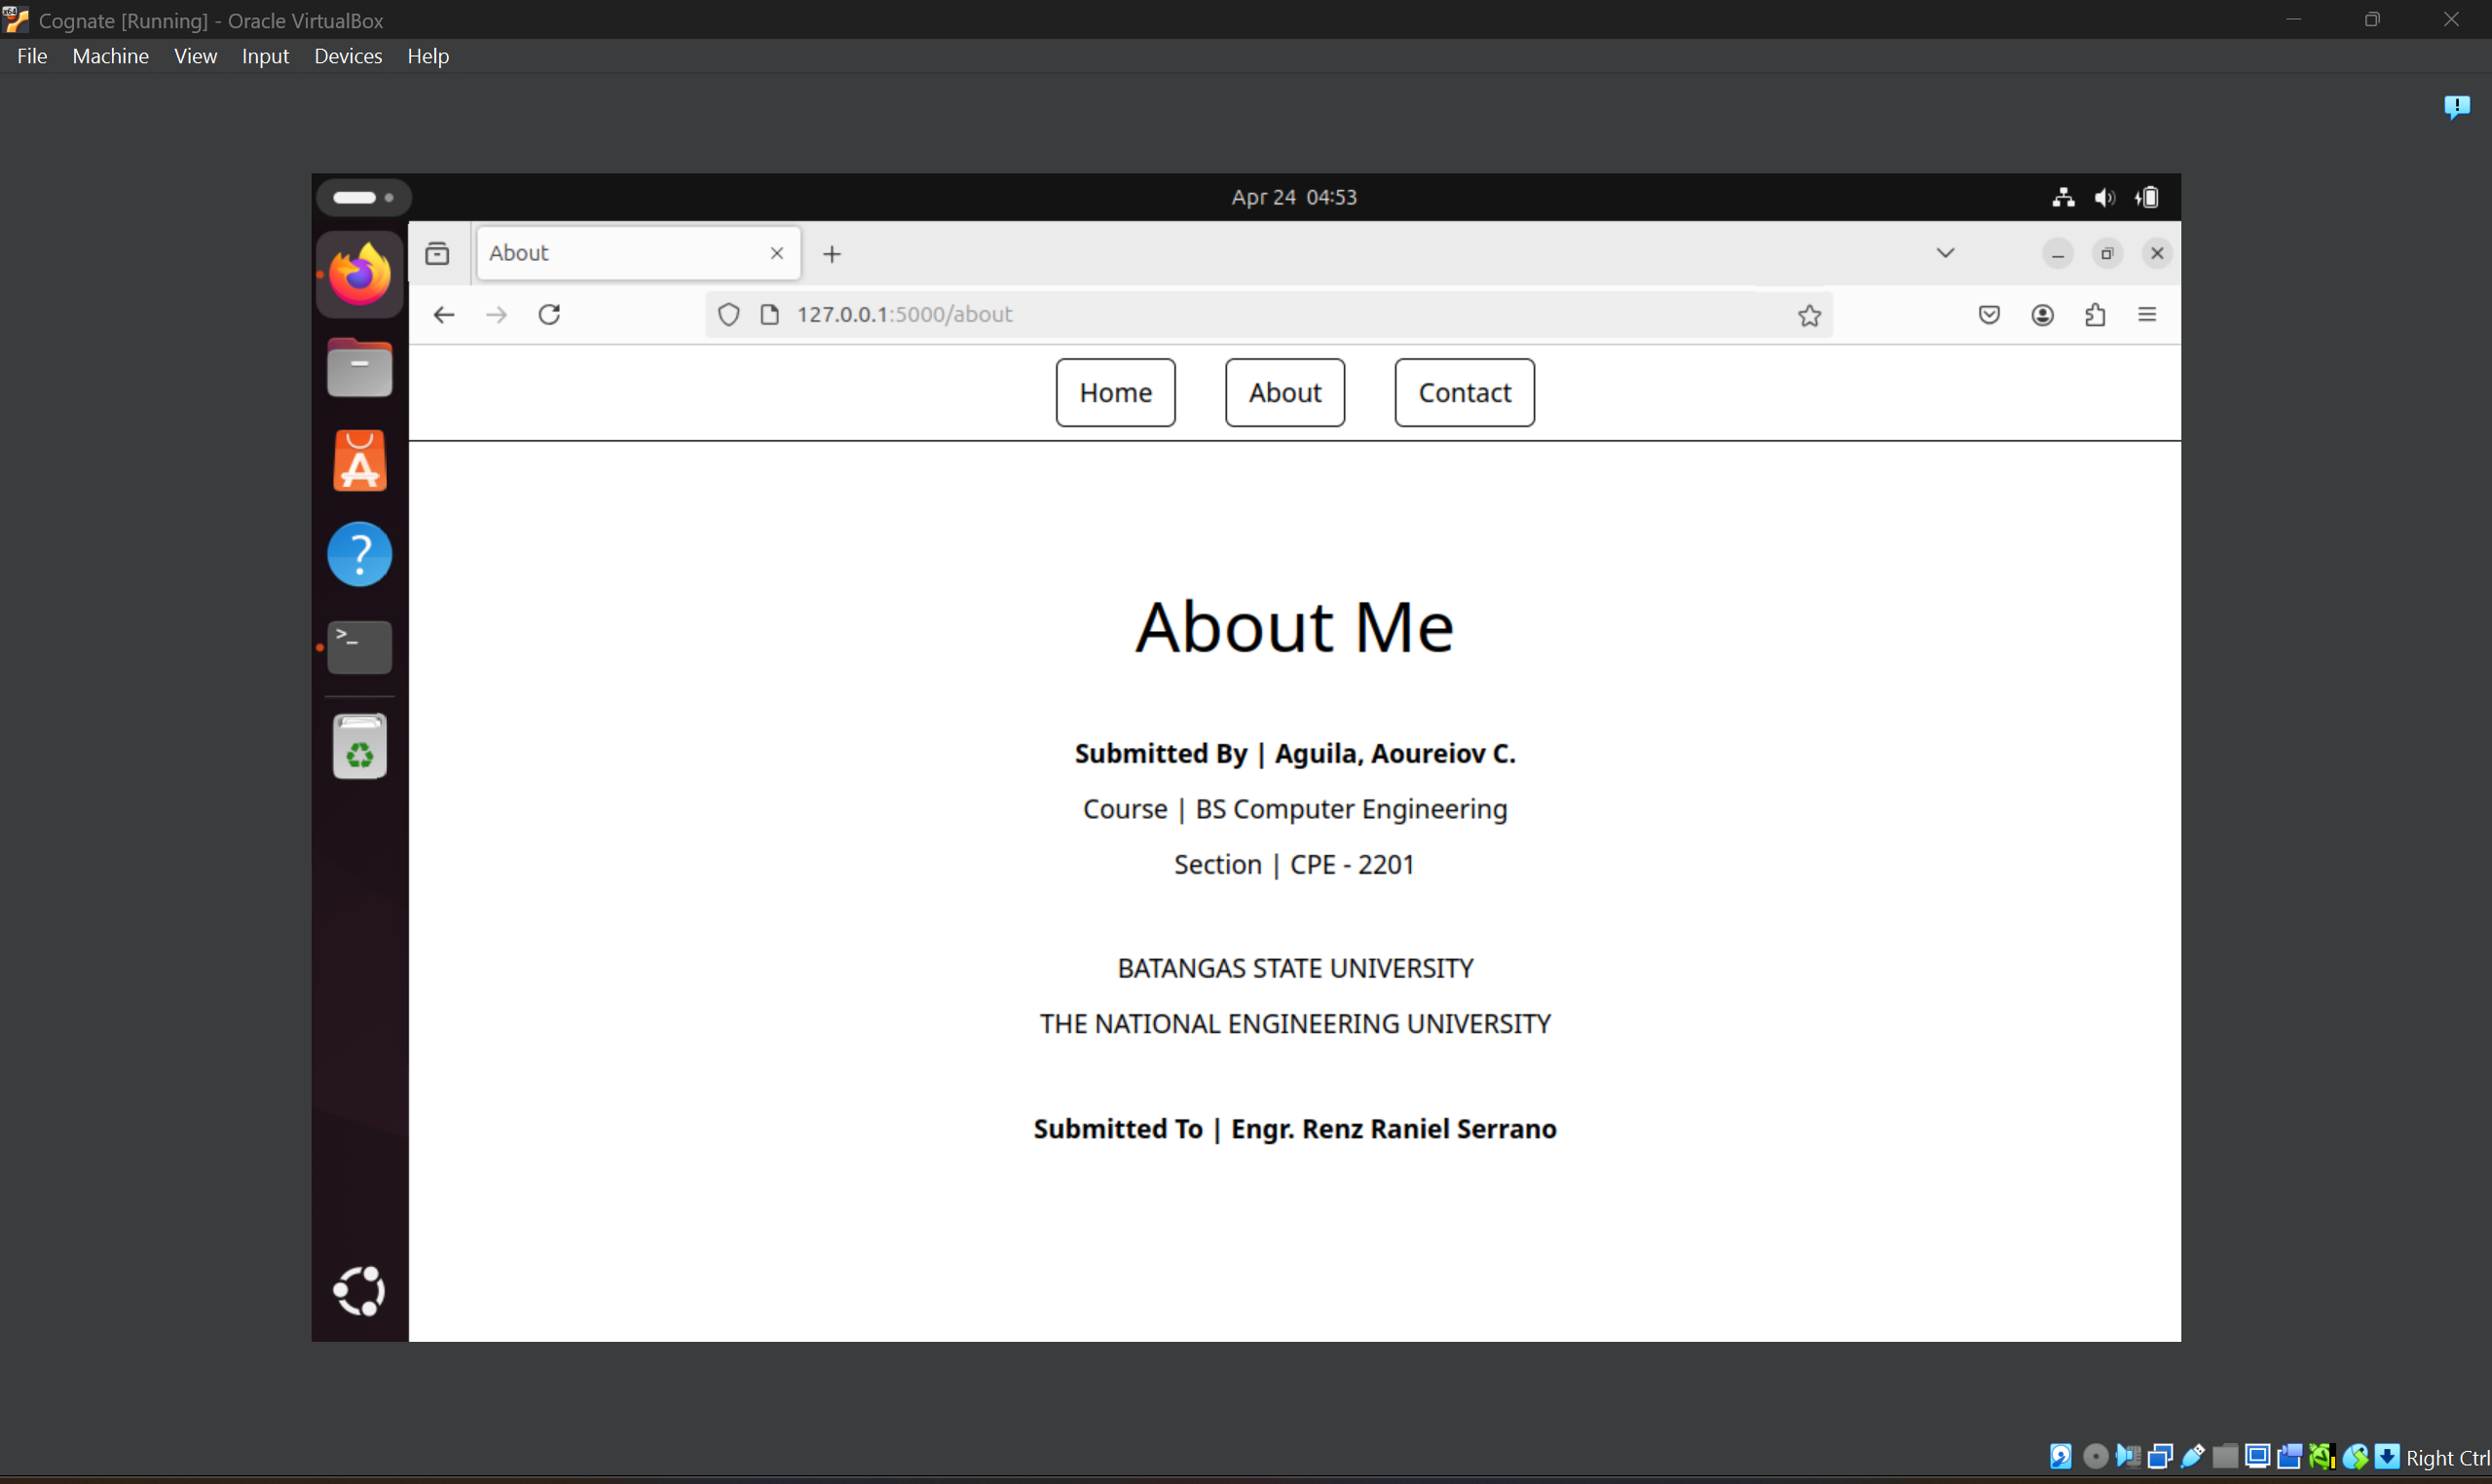 Cognate [Running] - Oracle VirtualBox
File Machine View Input Devices Help
Apr 24 04:53
About
127.0.0.1:5000/about
Home About Contact
About Me
Submitted By | Aguila, Aoureiov C.
Course | BS Computer Engineering
Section | CPE - 2201
BATANGAS STATE UNIVERSITY
THE NATIONAL ENGINEERING UNIVERSITY
Submitted To | Engr. Renz Raniel Serrano
Right Ctrl